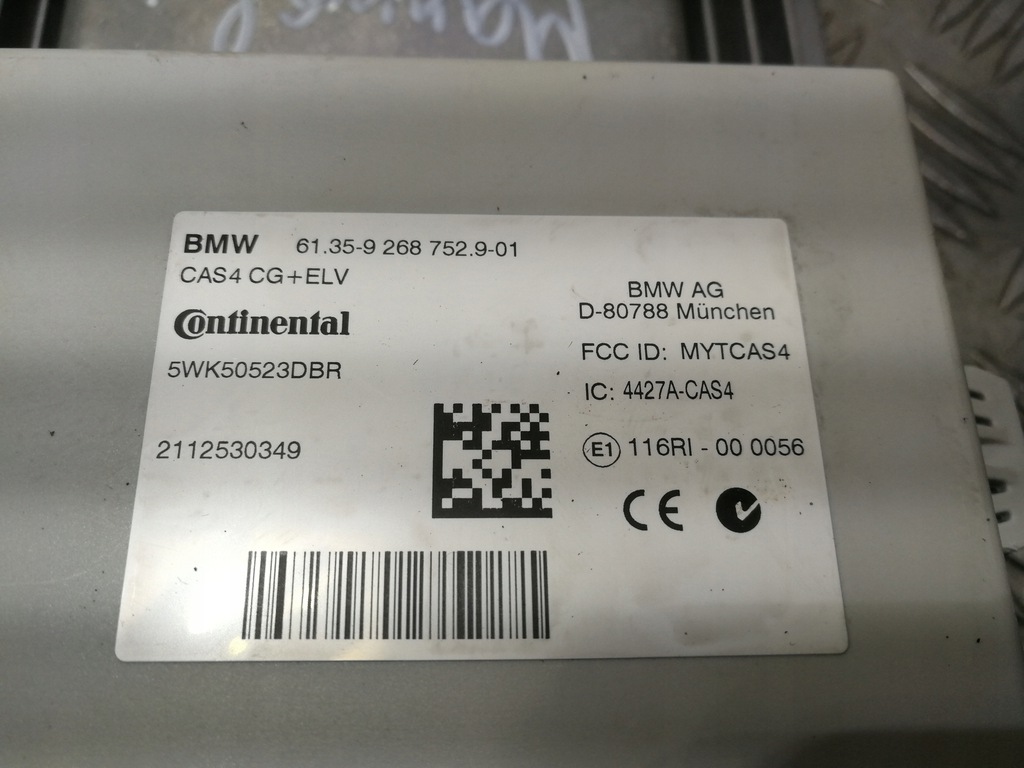 BMW 61.35-9 268 752.9-01
CAS4 CG+ELV
Continental
5WK50523DBR
2112530349
BMW AG
D-80788 München
FCC ID: MYTCAS4
IC: 4427A-CAS4
E1 116RI - 00 0056
CE